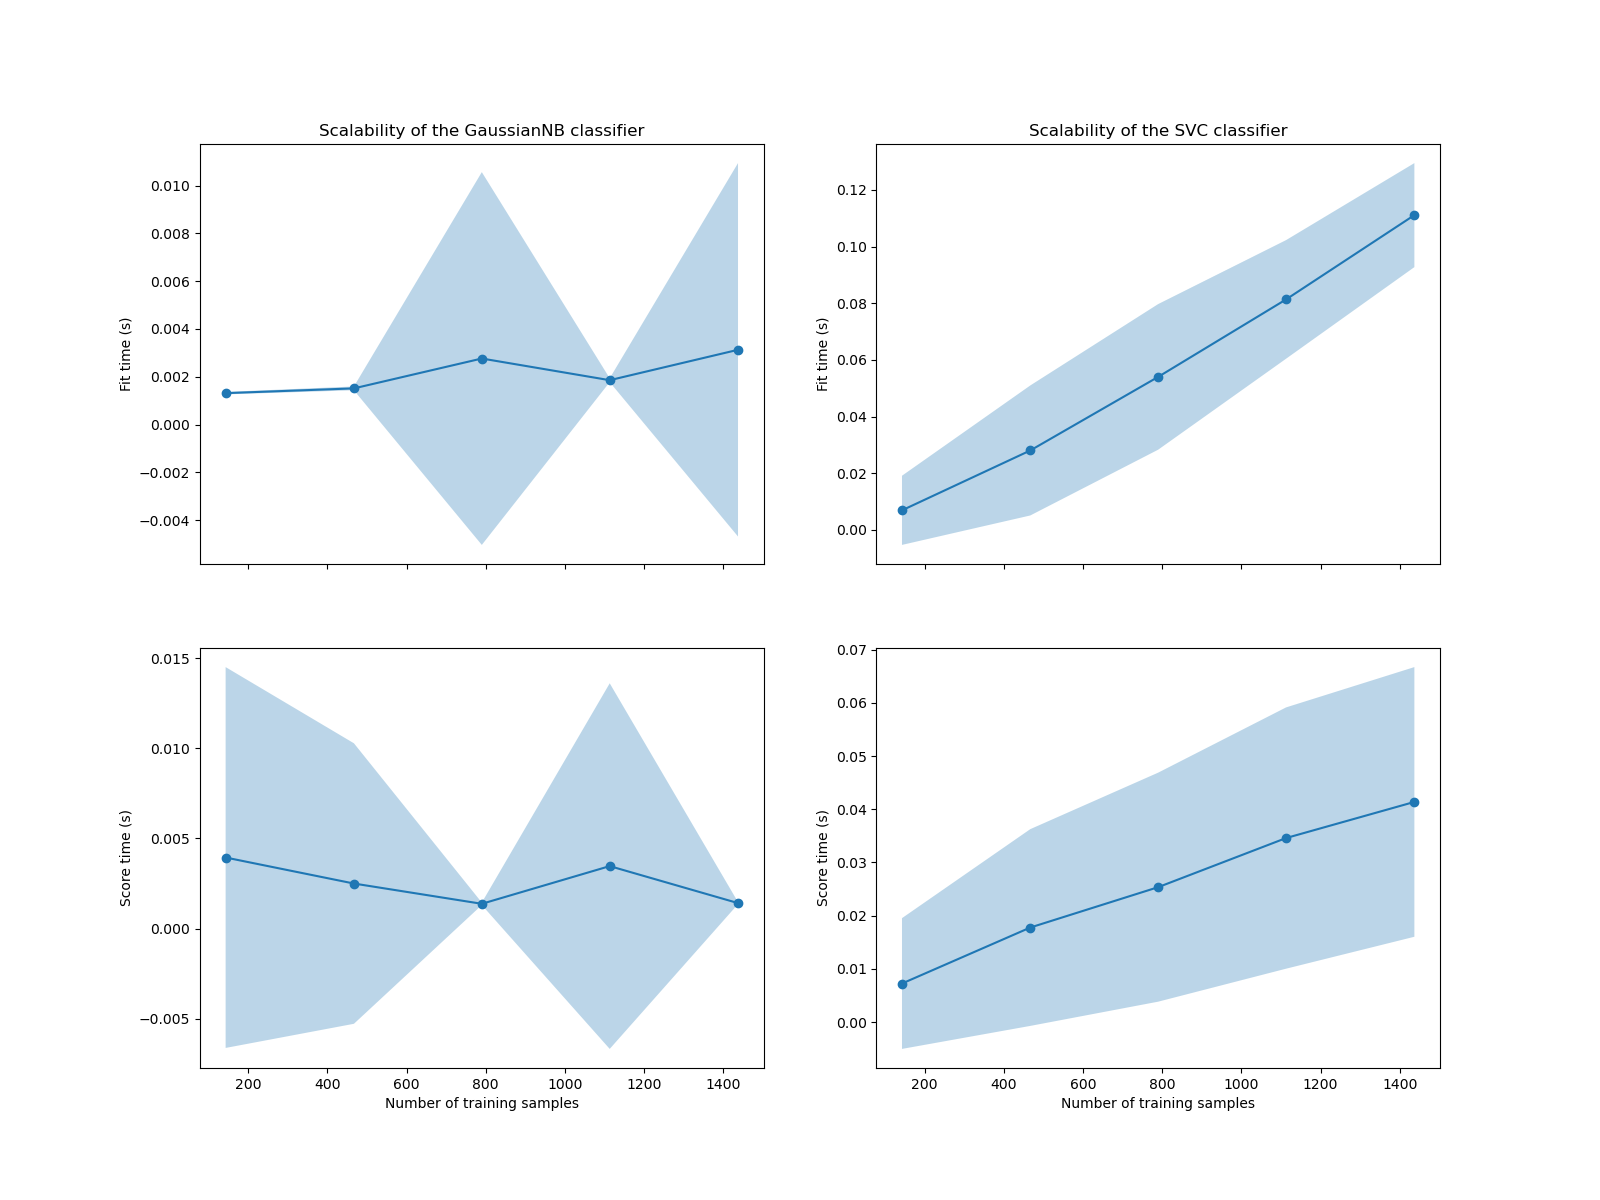 Scalability of the GaussianNB classifier
Fit time (s)
0.010
0.008
0.006
0.004
0.002
0.000
−0.002
−0.004
Scalability of the SVC classifier
Fit time (s)
0.12
0.10
0.08
0.06
0.04
0.02
0.00
Score time (s)
0.015
0.010
0.005
0.000
−0.005
200 400 600 800 1000 1200 1400
Number of training samples
Score time (s)
0.07
0.06
0.05
0.04
0.03
0.02
0.01
0.00
200 400 600 800 1000 1200 1400
Number of training samples